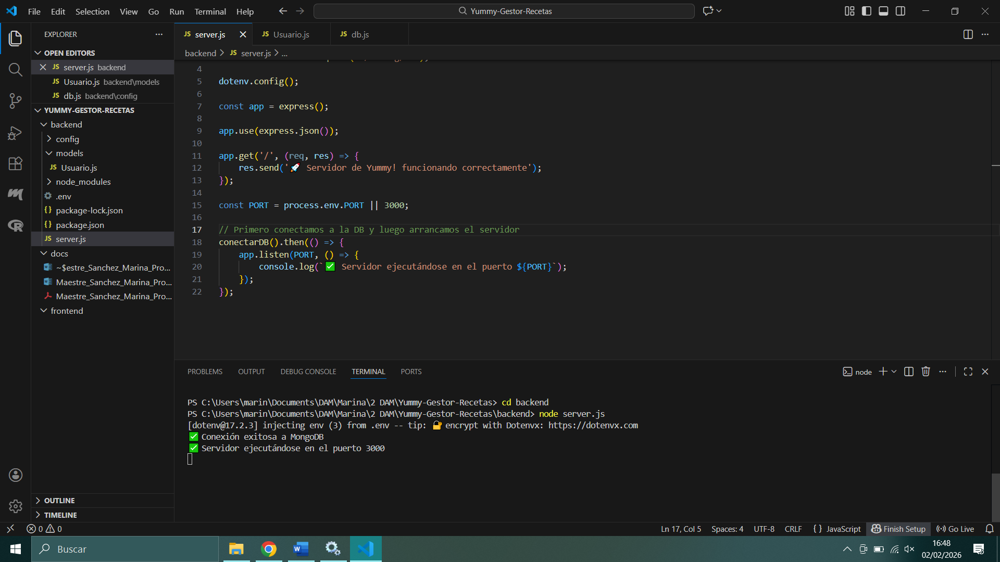 File Edit Selection View Go Run Terminal Help
Yummy-Gestor-Recetas
EXPLORER
OPEN EDITORS
server.js backend
Usuario.js backend\models
db.js backend\config
YUMMY-GESTOR-RECETAS
backend
config
models
Usuario.js
node_modules
.env
package-lock.json
package.json
server.js
docs
~$estre_Sanchez_Marina_Pro...
Maestre_Sanchez_Marina_Pro...
Maestre_Sanchez_Marina_Pro...
frontend
OUTLINE
TIMELINE
JS server.js JS Usuario.js JS db.js
backend > JS server.js > ...
4
5 dotenv.config();
6
7 const app = express();
8
9 app.use(express.json());
10
11 app.get('/', (req, res) => {
12 res.send('🚀 Servidor de Yummy! funcionando correctamente');
13 });
14
15 const PORT = process.env.PORT || 3000;
16
17 // Primero conectamos a la DB y luego arrancamos el servidor
18 conectarDB().then(() => {
19 app.listen(PORT, () => {
20 console.log(`✅ Servidor ejecutándose en el puerto ${PORT}`);
21 });
22 });
PROBLEMS OUTPUT DEBUG CONSOLE TERMINAL PORTS
node
PS C:\Users\marin\Documents\DAM\Marina\2 DAM\Yummy-Gestor-Recetas> cd backend
PS C:\Users\marin\Documents\DAM\Marina\2 DAM\Yummy-Gestor-Recetas\backend> node server.js
[dotenv@17.2.3] injecting env (3) from .env -- tip: 🔐 encrypt with Dotenvx: https://dotenvx.com
✅ Conexión exitosa a MongoDB
✅ Servidor ejecutándose en el puerto 3000
0 0
Ln 17, Col 5 Spaces: 4 UTF-8 CRLF {} JavaScript Finish Setup Go Live
Buscar
16:48
02/02/2026